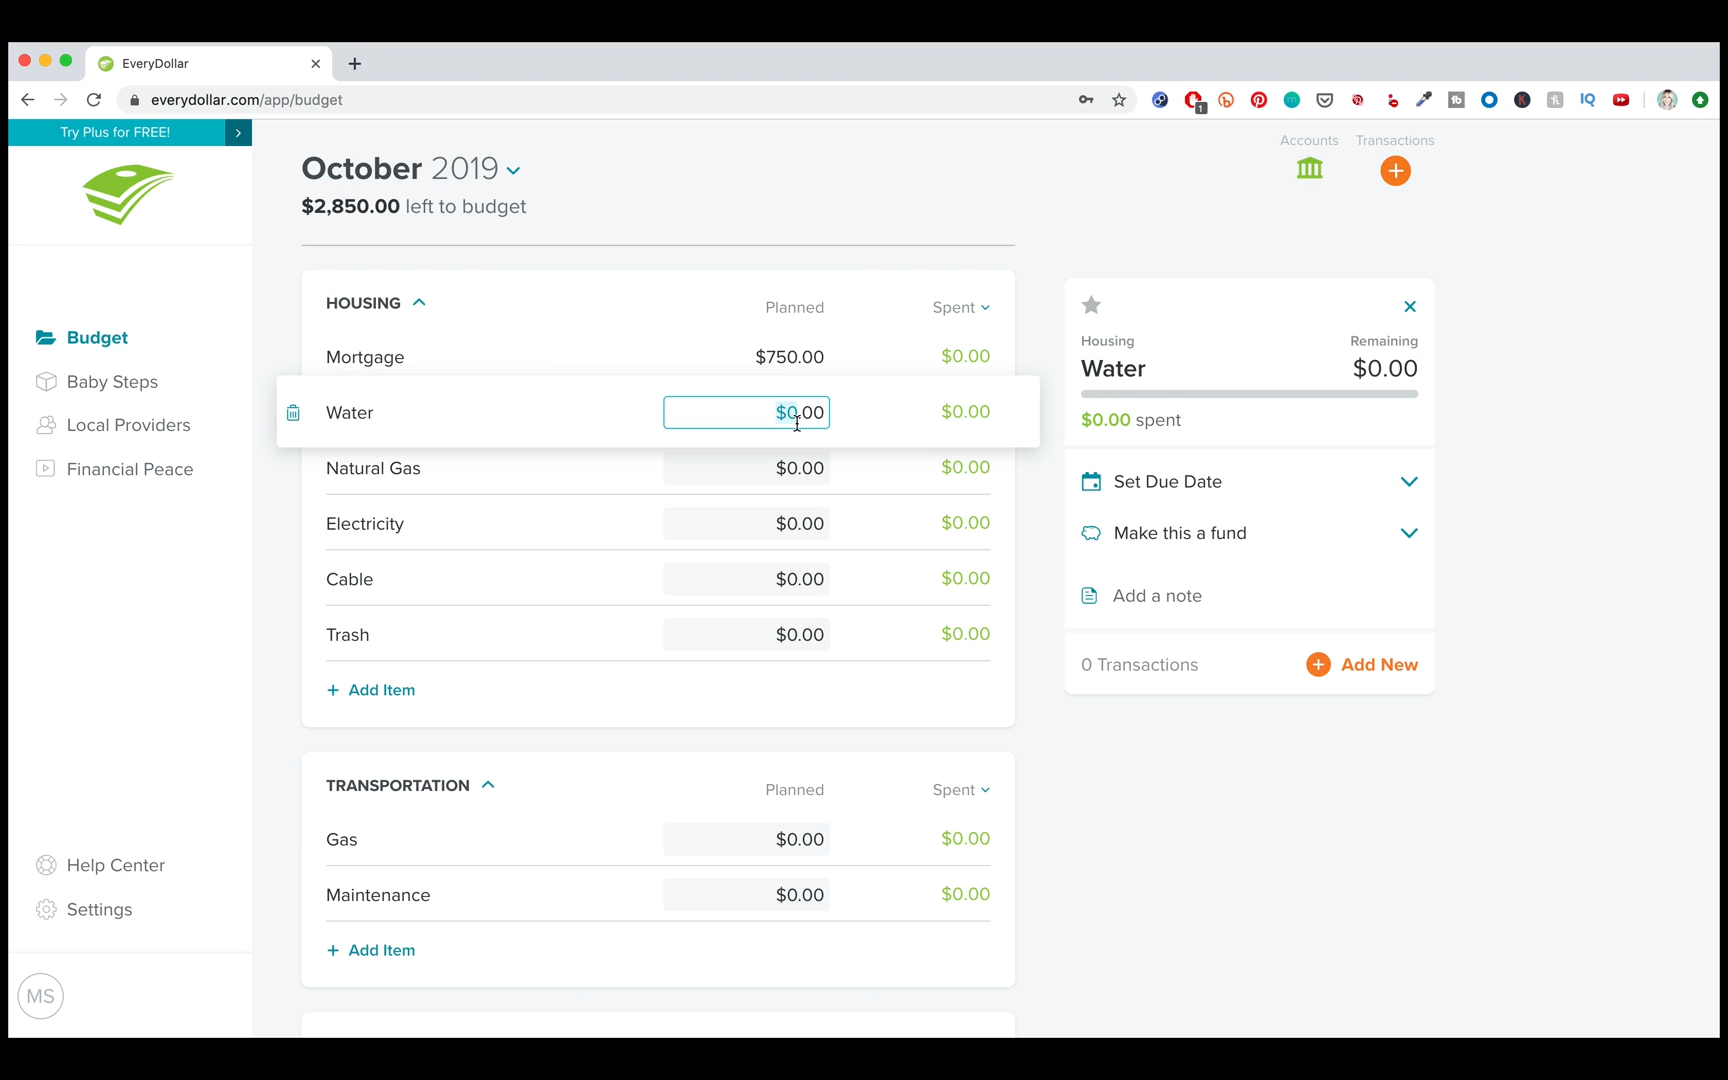 EveryDollar
everydollar.com/app/budget
1
tb
K
h
IQ
Try Plus for FREE!
October 2019
$2,850.00 left to budget
Accounts
Transactions
Budget
Baby Steps
Local Providers
Financial Peace
Help Center
Settings
MS
HOUSING Planned Spent
Mortgage $750.00 $0.00
Water $0.00 $0.00
Natural Gas $0.00 $0.00
Electricity $0.00 $0.00
Cable $0.00 $0.00
Trash $0.00 $0.00
+ Add Item
TRANSPORTATION Planned Spent
Gas $0.00 $0.00
Maintenance $0.00 $0.00
+ Add Item
Housing Remaining
Water $0.00
$0.00 spent
Set Due Date
Make this a fund
Add a note
0 Transactions + Add New